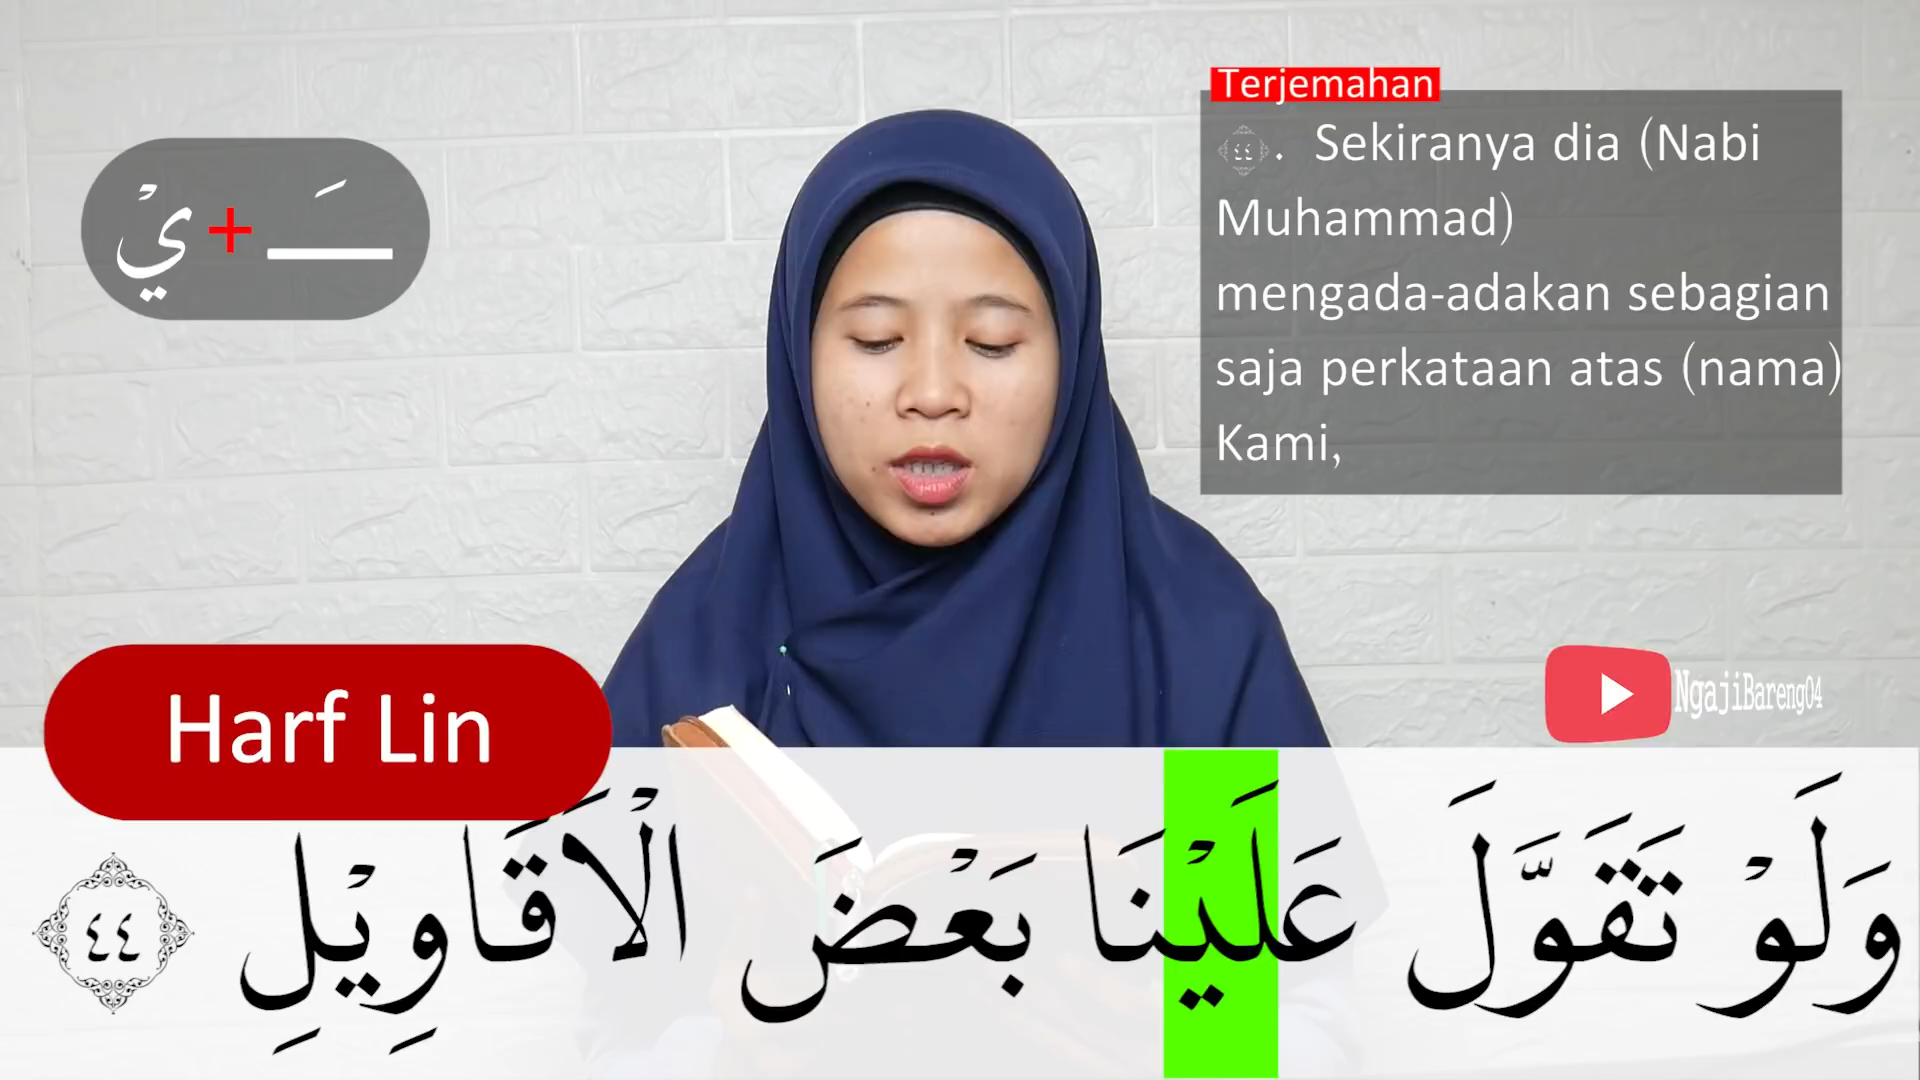 Terjemahan
٤٤. Sekiranya dia (Nabi
Muhammad)
mengada-adakan sebagian
saja perkataan atas (nama)
Kami,
ـَ + يْ
Harf Lin
NgajiBareng04
وَلَوْ تَقَوَّلَ عَلَيْنَا بَعْضَ الْاَقَاوِيْلِ ٤٤